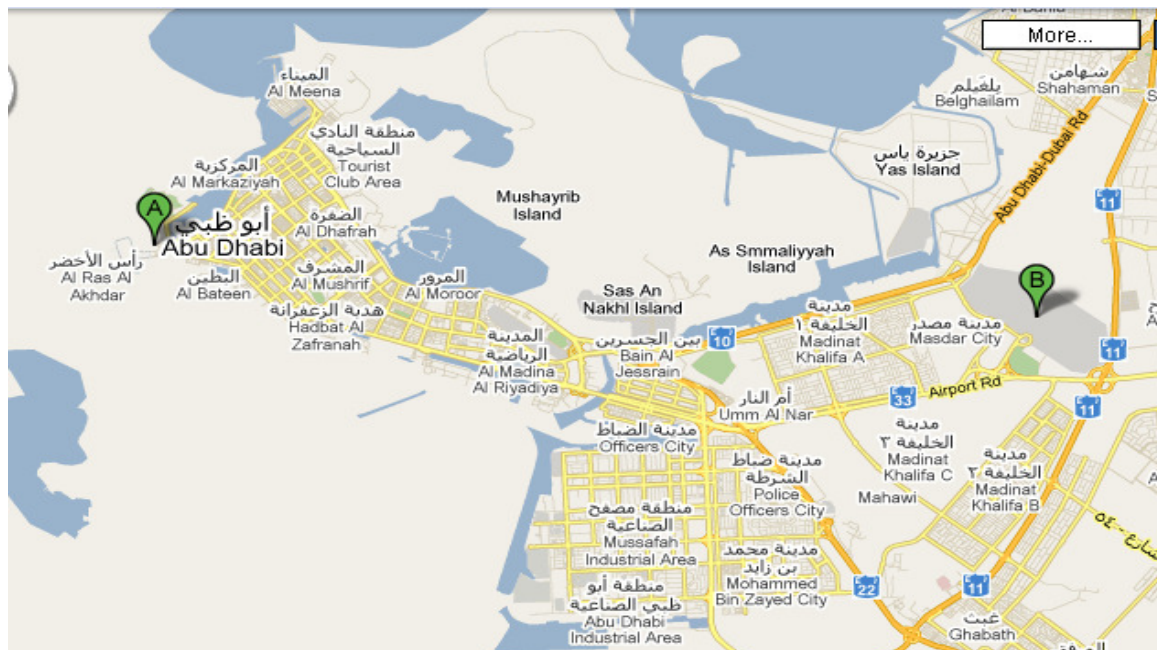 More...
الميناء
Al Meena
منطقة النادي
السياحية
Tourist
Club Area
المركزية
Al Markaziyah
A
أبو ظبي
Abu Dhabi
رأس الأخضر
Al Ras Al
Akhdar
البطين
Al Bateen
الضفرة
Al Dhafrah
المشرف
Al Mushrif
هدبة الزعفرانة
Hadbat Al
Zafranah
المرور
Al Moroor
المدينة
الرياضية
Al Madina
Al Riyadiya
Mushayrib
Island
Sas An
Nakhl Island
As Smmaliyyah
Island
جزيرة ياس
Yas Island
يلغيلم
Belghailam
شهامن
Shahaman
Abu Dhabi-Dubai Rd
11
B
مدينة مصدر
Masdar City
مدينة
الخليفة ١
Madinat
Khalifa A
10
بين الجسرين
Bain Al
Jessrain
أم النار
Umm Al Nar
33
Airport Rd
11
11
مدينة الضباط
Officers City
مدينة ضباط
الشرطة
Police
Officers City
مدينة
الخليفة ٣
Madinat
Khalifa C
Mahawi
مدينة
الخليفة ٢
Madinat
Khalifa B
منطقة مصفح
الصناعية
Mussafah
Industrial Area
مدينة محمد
بن زايد
Mohammed
Bin Zayed City
منطقة أبو
ظبي الصناعية
Abu Dhabi
Industrial Area
22
11
غبث
Ghabath
شارع-٥٤٠